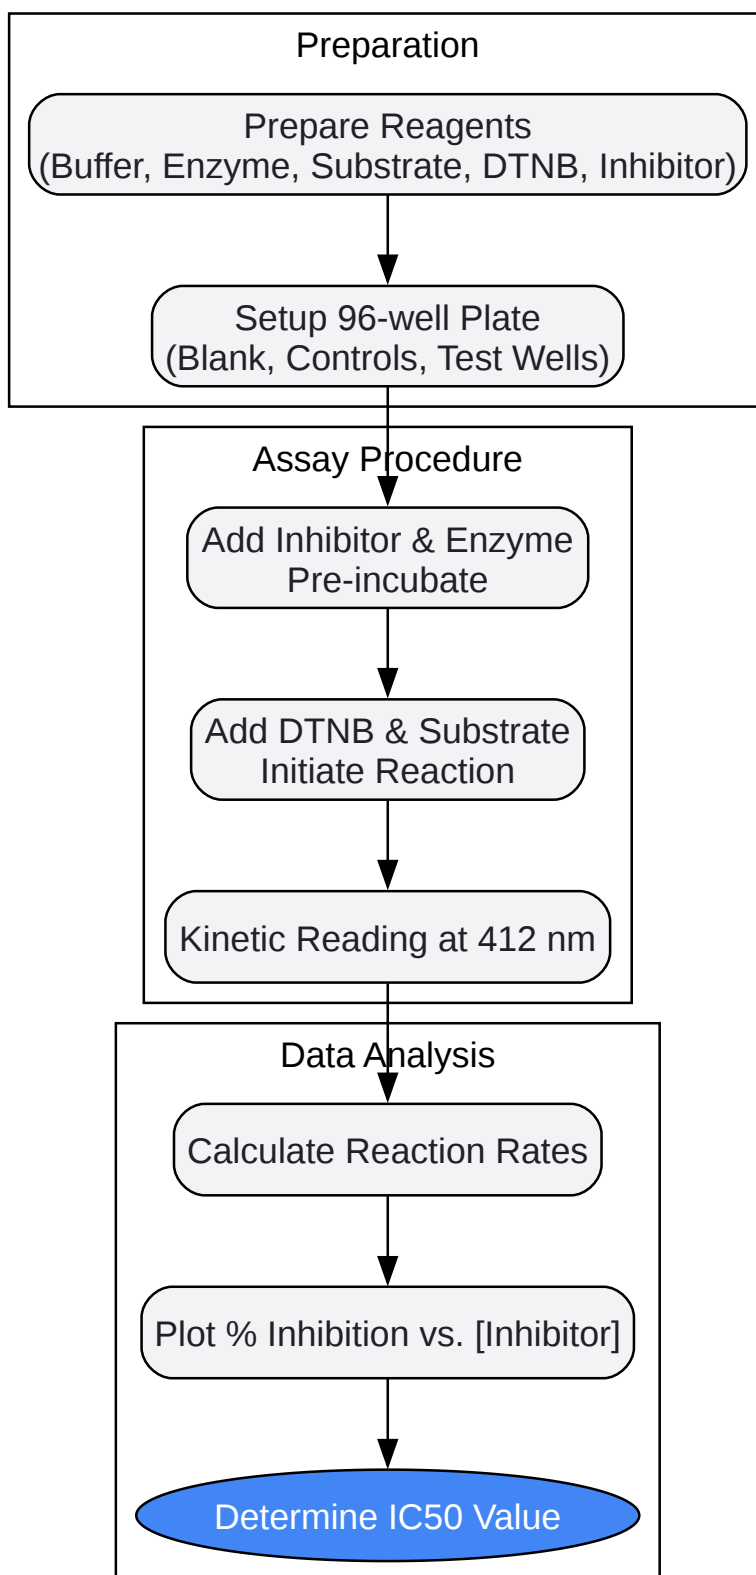 Preparation
Prepare Reagents
(Buffer, Enzyme, Substrate, DTNB, Inhibitor)
Setup 96-well Plate
(Blank, Controls, Test Wells)
Assay Procedure
Add Inhibitor & Enzyme
Pre-incubate
Add DTNB & Substrate
Initiate Reaction
Kinetic Reading at 412 nm
Data Analysis
Calculate Reaction Rates
Plot % Inhibition vs. [Inhibitor]
Determine IC50 Value